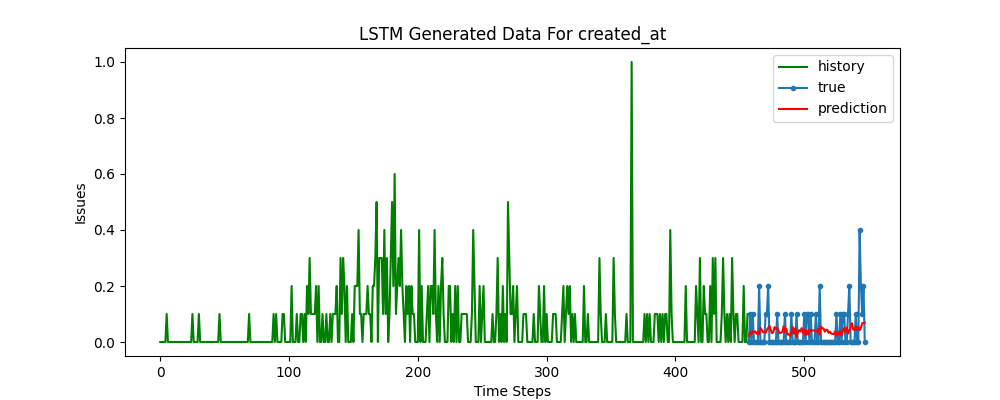 LSTM Generated Data For created_at
history
true
prediction
Issues
1.0
0.8
0.6
0.4
0.2
0.0
0
100
200
300
400
500
Time Steps